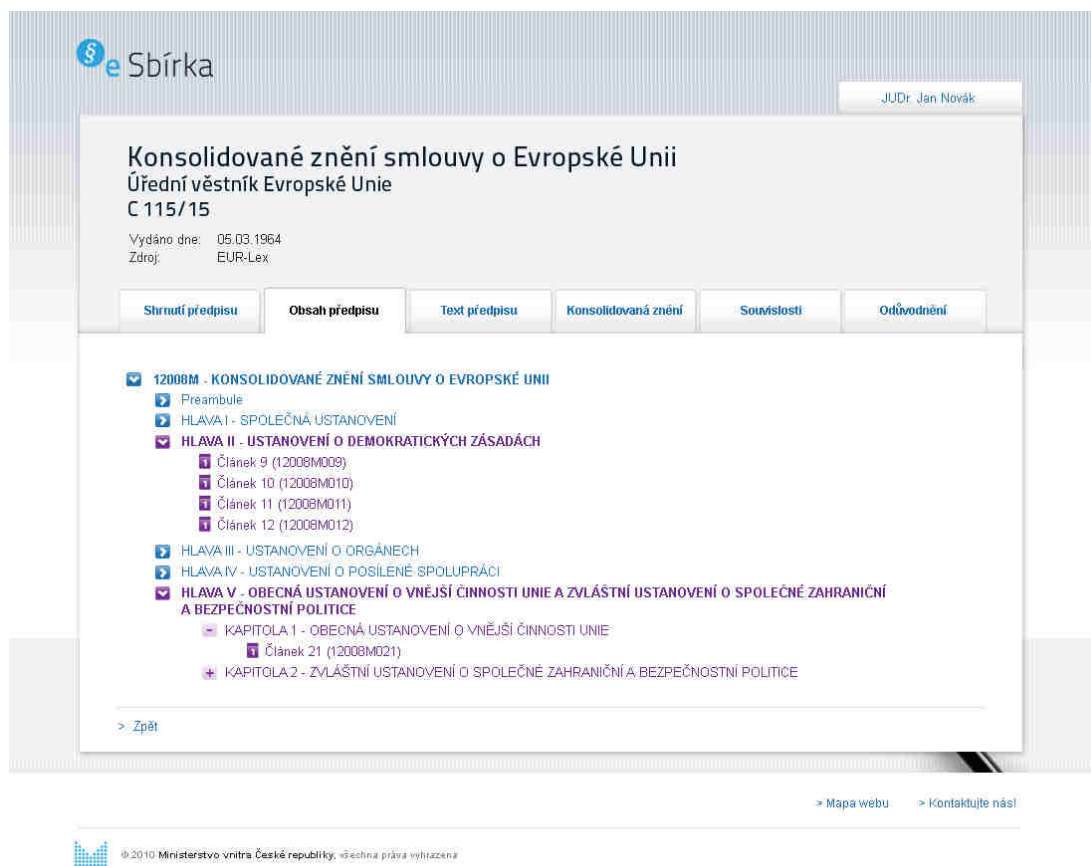 § e Sbírka
JUDr. Jan Novák
Konsolidované znění smlouvy o Evropské Unii
Úřední věstník Evropské Unie
C 115/15
Vydáno dne: 05.03.1964
Zdroj: EUR-Lex
Shrnutí předpisu Obsah předpisu Text předpisu Konsolidovaná znění Souvislosti Odůvodnění
12008M - KONSOLIDOVANÉ ZNĚNÍ SMLOUVY O EVROPSKÉ UNII
Preambule
HLAVA I - SPOLEČNÁ USTANOVENÍ
HLAVA II - USTANOVENÍ O DEMOKRATICKÝCH ZÁSADÁCH
Článek 9 (12008M009)
Článek 10 (12008M010)
Článek 11 (12008M011)
Článek 12 (12008M012)
HLAVA III - USTANOVENÍ O ORGÁNECH
HLAVA IV - USTANOVENÍ O POSÍLENÉ SPOLUPRÁCI
HLAVA V - OBECNÁ USTANOVENÍ O VNĚJŠÍ ČINNOSTI UNIE A ZVLÁŠTNÍ USTANOVENÍ O SPOLEČNÉ ZAHRANIČNÍ
A BEZPEČNOSTNÍ POLITICE
KAPITOLA 1 - OBECNÁ USTANOVENÍ O VNĚJŠÍ ČINNOSTI UNIE
Článek 21 (12008M021)
KAPITOLA 2 - ZVLÁŠTNÍ USTANOVENÍ O SPOLEČNÉ ZAHRANIČNÍ A BEZPEČNOSTNÍ POLITICE
> Zpět
> Mapa webu > Kontaktujte nás!
© 2010 Ministerstvo vnitra České republiky, všechna práva vyhrazena